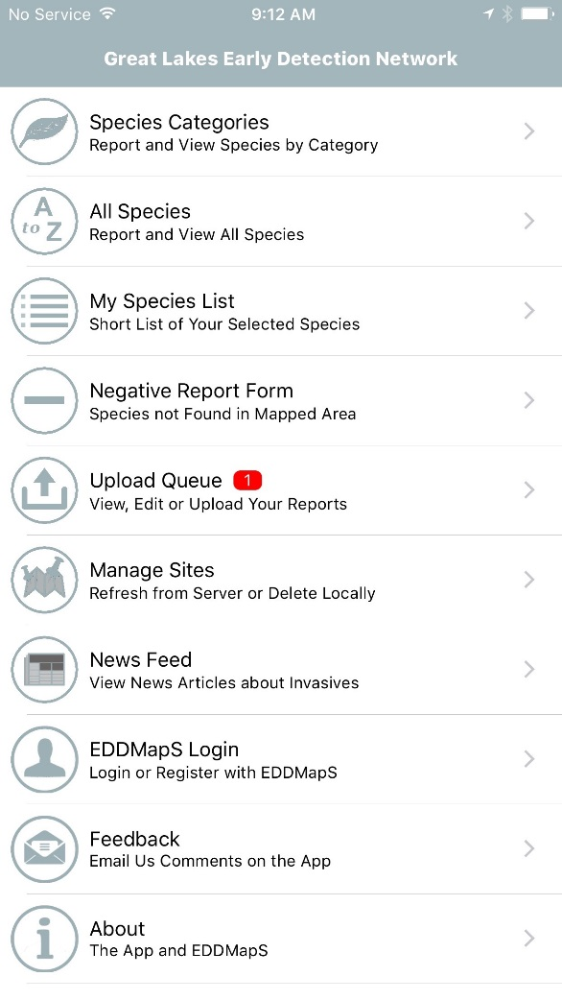 No Service 9:12 AM
Great Lakes Early Detection Network
Species Categories
Report and View Species by Category
A to Z
All Species
Report and View All Species
My Species List
Short List of Your Selected Species
Negative Report Form
Species not Found in Mapped Area
Upload Queue 1
View, Edit or Upload Your Reports
Manage Sites
Refresh from Server or Delete Locally
News Feed
View News Articles about Invasives
EDDMapS Login
Login or Register with EDDMapS
Feedback
Email Us Comments on the App
i
About
The App and EDDMapS